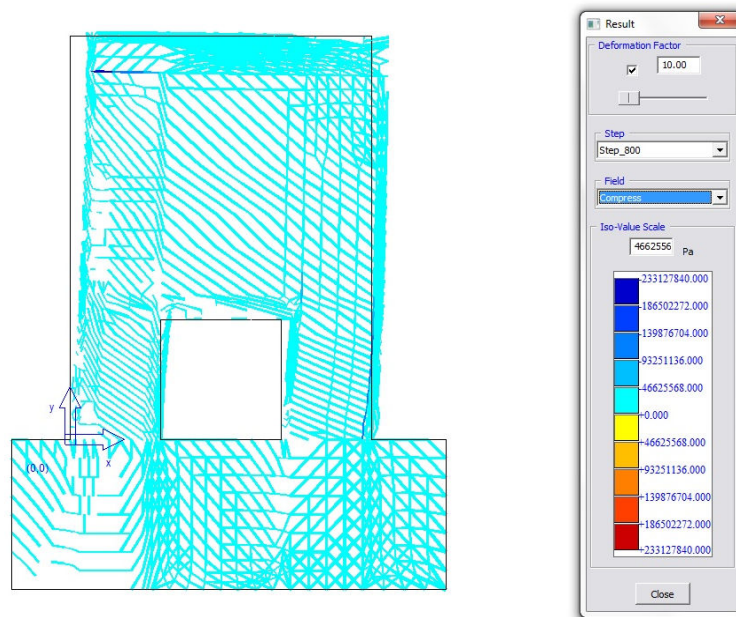 y
x
(0,0)
Result
Deformation Factor
10.00
Step
Step_800
Field
Compress
Iso-Value Scale
4662556 Pa
-233127840.000
-186502272.000
-139876704.000
-93251136.000
-46625568.000
+0.000
+46625568.000
+93251136.000
+139876704.000
+186502272.000
+233127840.000
Close